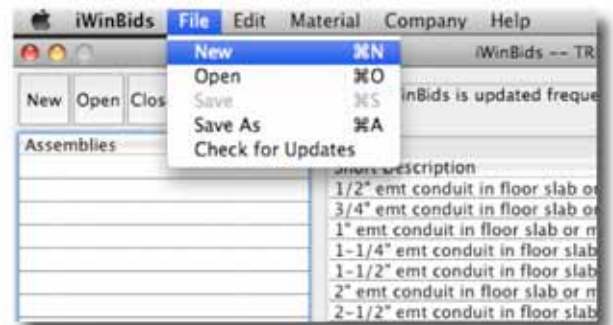 iWinBids File Edit Material Company Help
iWinBids -- TR
New ⌘N
Open ⌘O
Save ⌘S
Save As ⌘A
Check for Updates
New Open Clos
inBids is updated freque
Assemblies
Short Description
1/2" emt conduit in floor slab or
3/4" emt conduit in floor slab or
1" emt conduit in floor slab or m
1-1/4" emt conduit in floor slab
1-1/2" emt conduit in floor slab
2" emt conduit in floor slab or m
2-1/2" emt conduit in floor slab